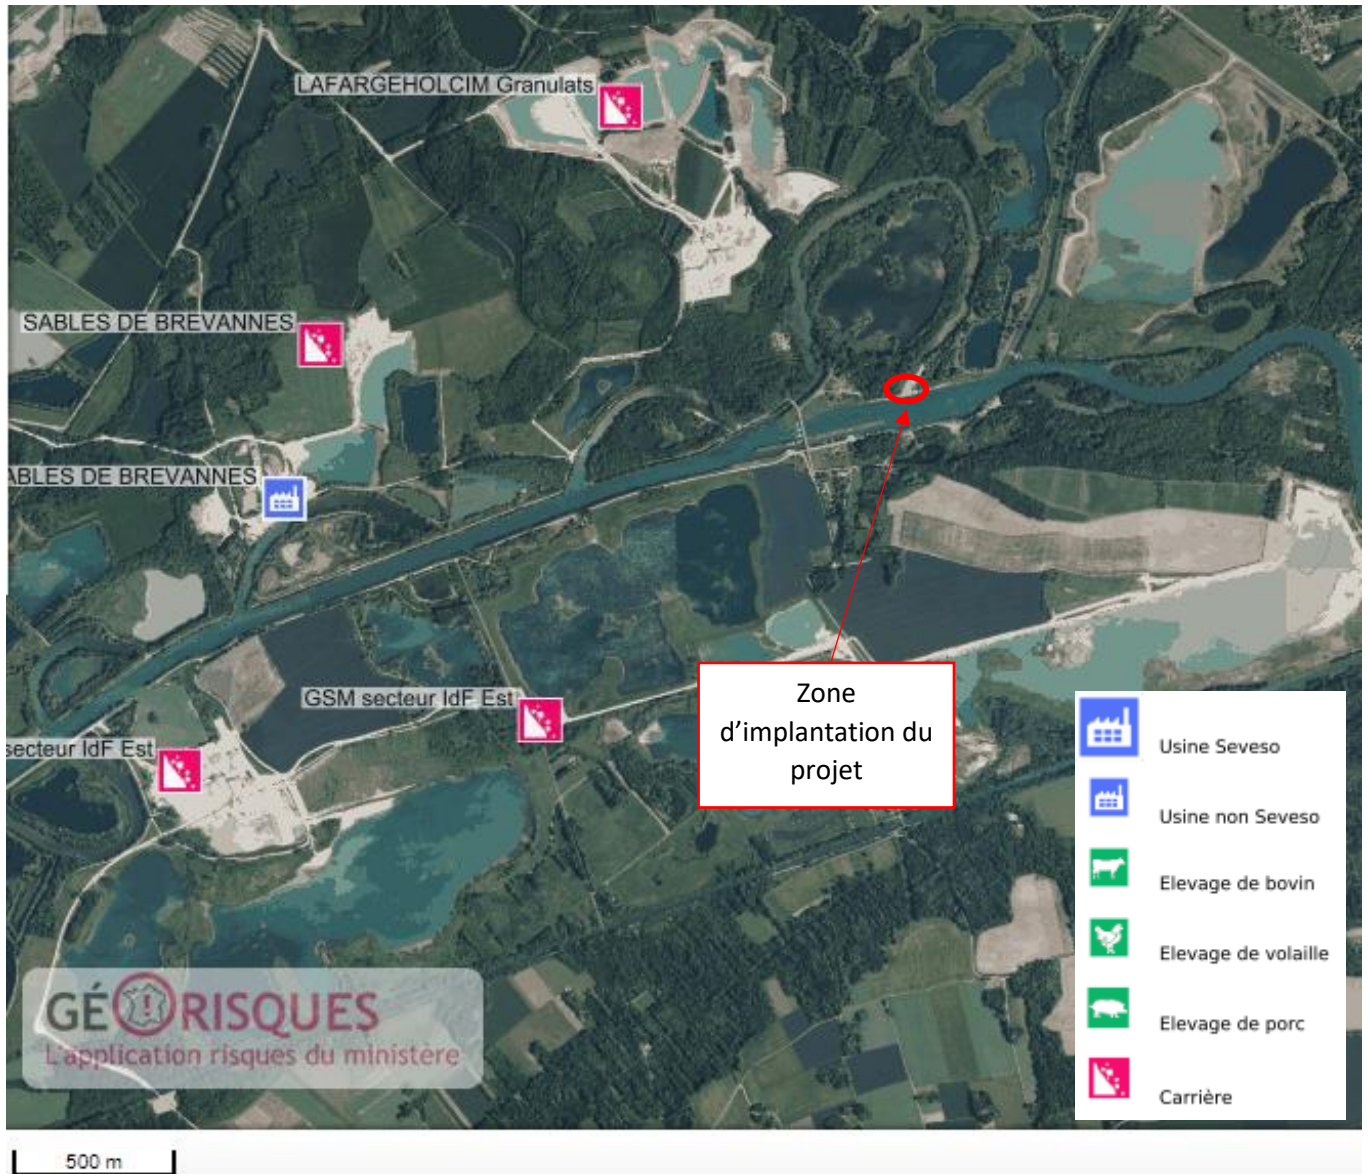 LAFARGEHOLCIM Granulats
SABLES DE BREVANNES
ABLES DE BREVANNES
GSM secteur IdF Est
secteur IdF Est
Zone
d’implantation du
projet
Usine Seveso
Usine non Seveso
Elevage de bovin
Elevage de volaille
Elevage de porc
Carrière
GÉORISQUES
L'application risques du ministère
500 m